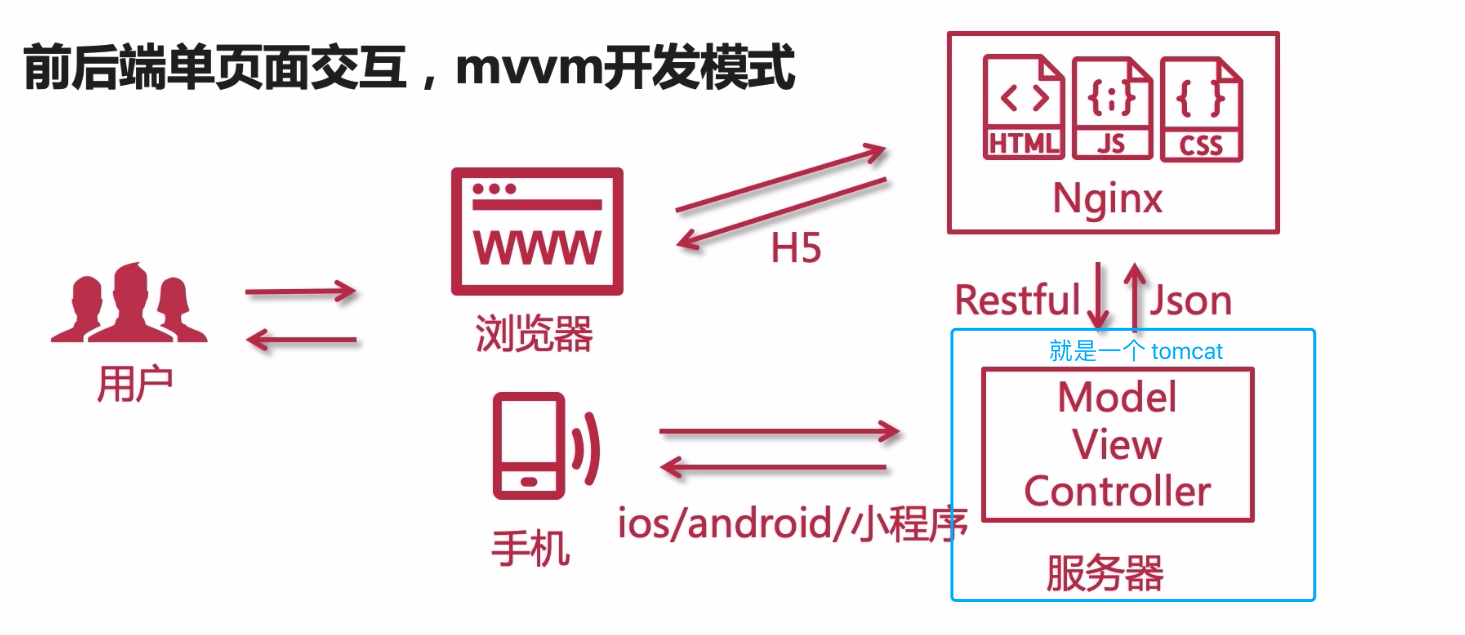 前后端单页面交互，mvvm开发模式
HTML
JS
CSS
Nginx
WWW
H5
浏览器
用户
Restful
Json
就是一个 tomcat
Model
View
Controller
ios/android/小程序
手机
服务器